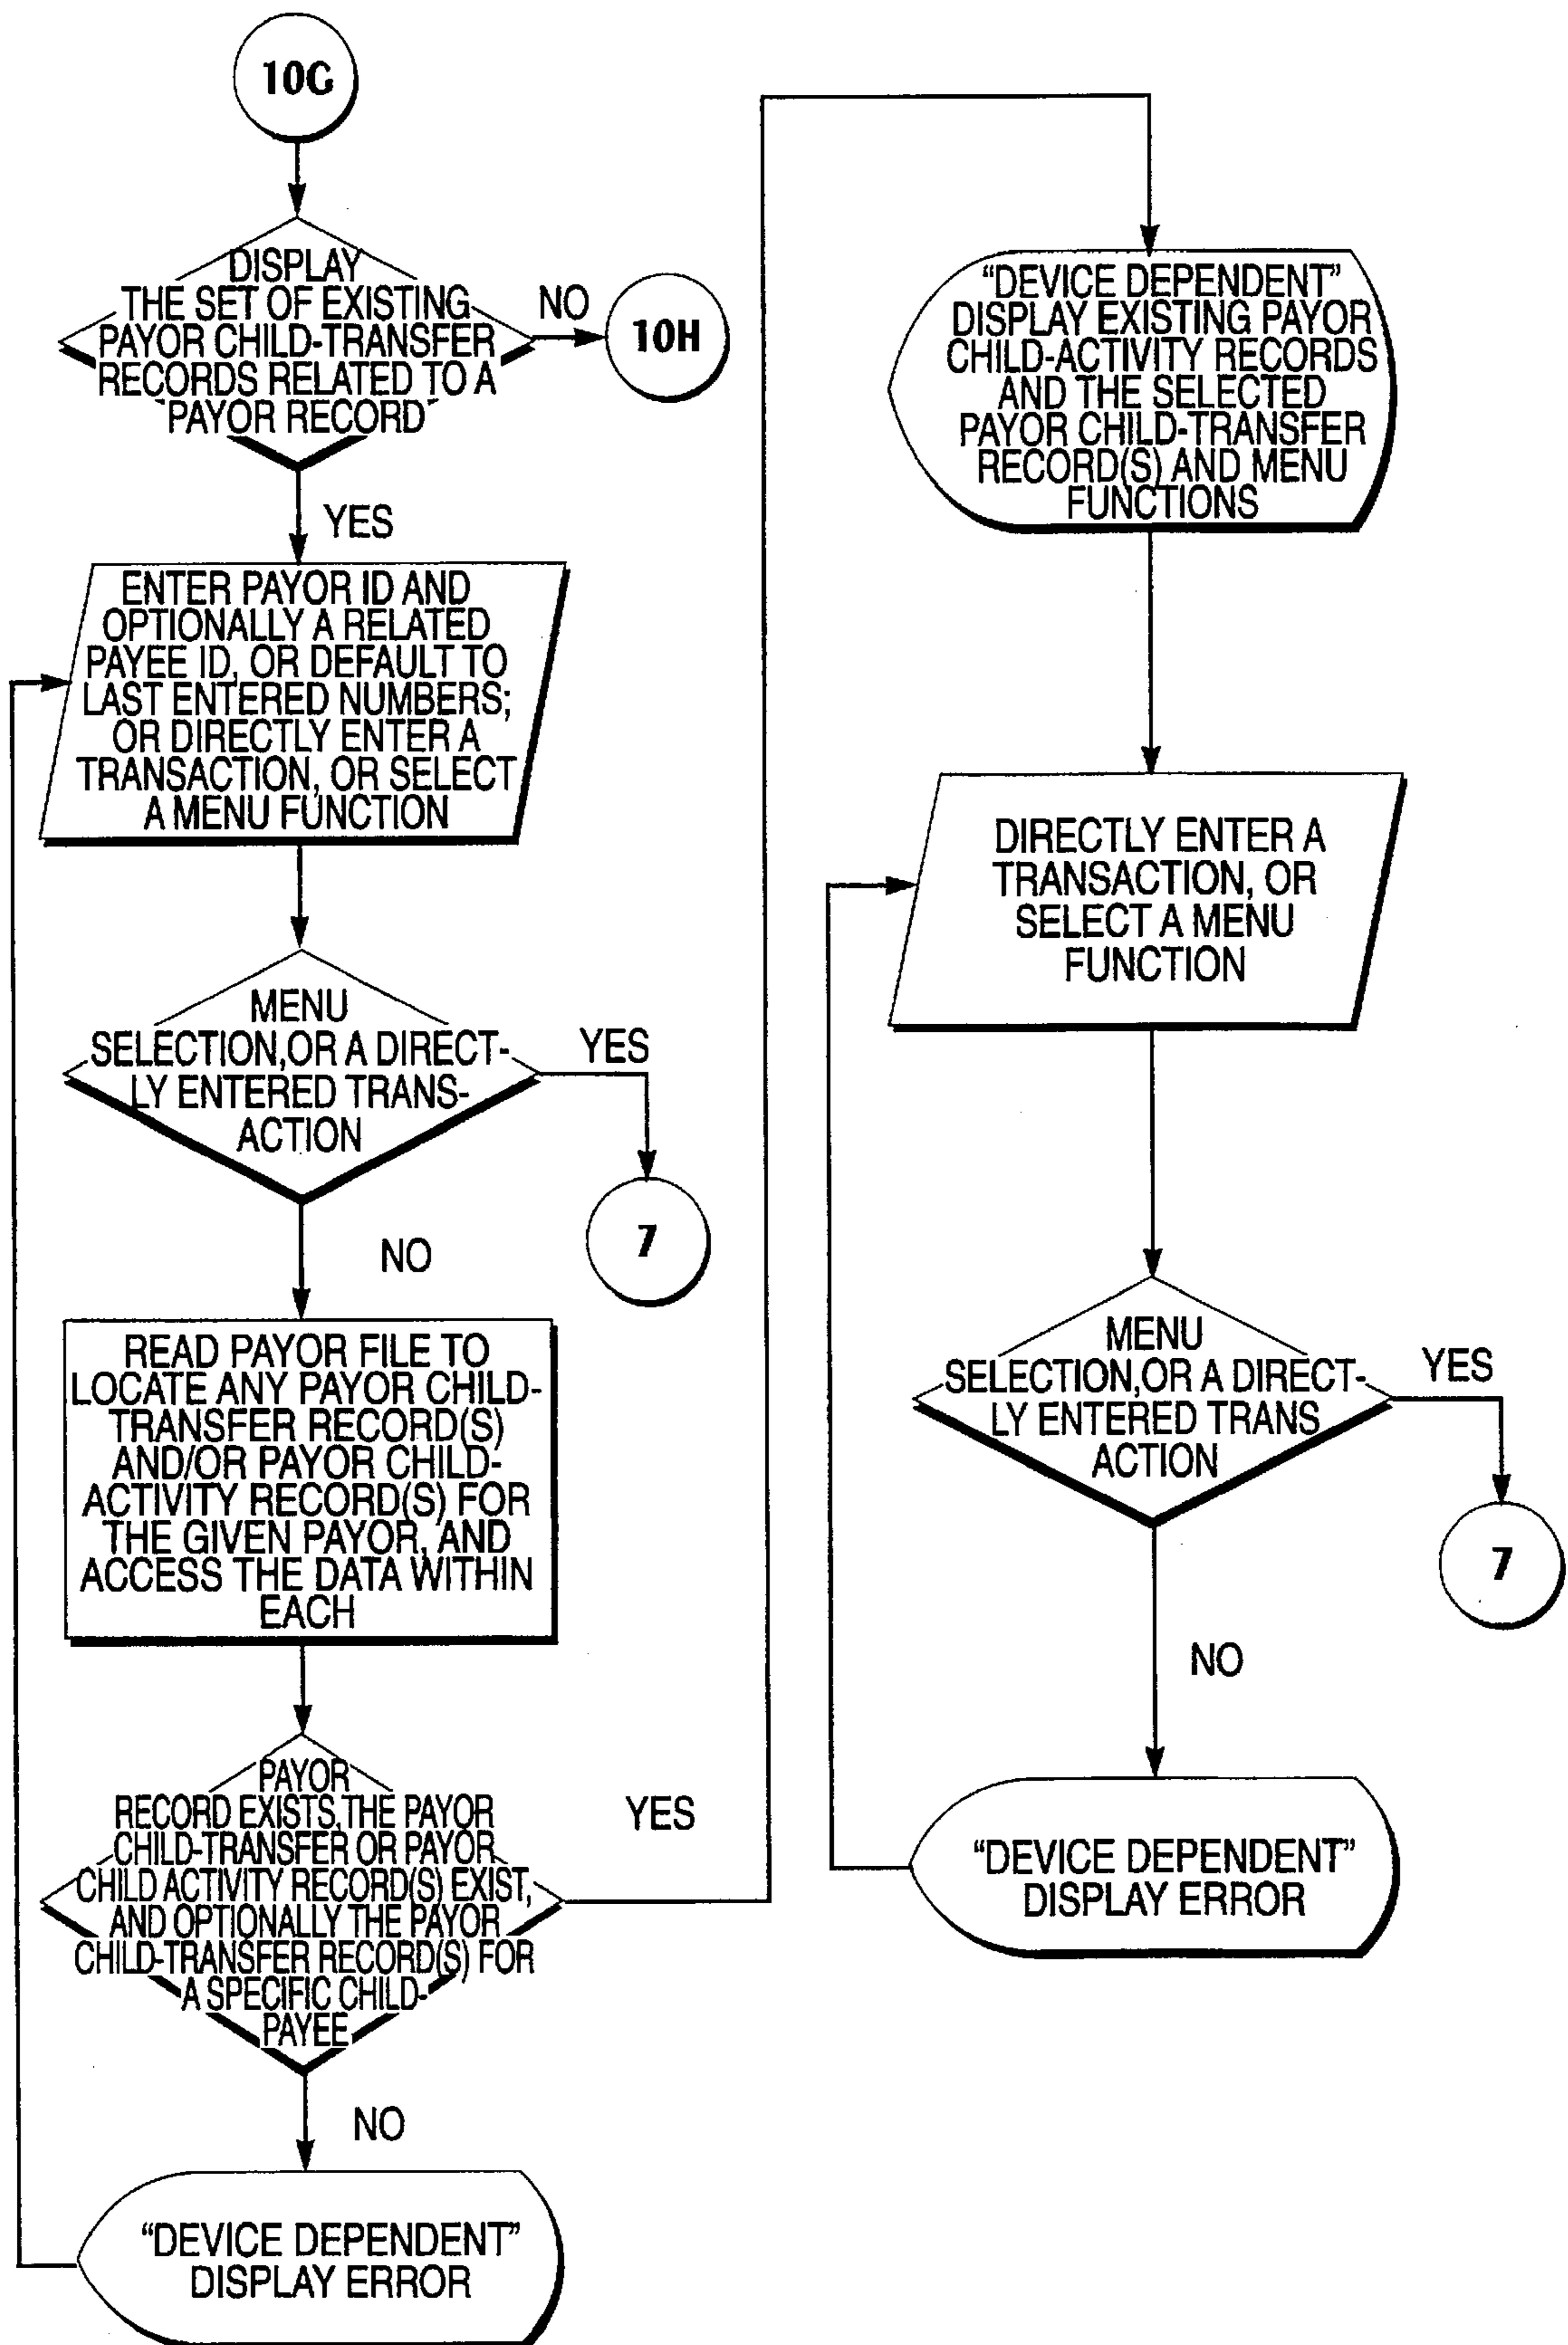 10G
DISPLAY
THE SET OF EXISTING
PAYOR CHILD-TRANSFER
RECORDS RELATED TO A
PAYOR RECORD
NO
10H
YES
ENTER PAYOR ID AND
OPTIONALLY A RELATED
PAYEE ID, OR DEFAULT TO
LAST ENTERED NUMBERS;
OR DIRECTLY ENTER A
TRANSACTION, OR SELECT
A MENU FUNCTION
MENU
SELECTION,OR A DIRECT-
LY ENTERED TRANS-
ACTION
YES
7
NO
READ PAYOR FILE TO
LOCATE ANY PAYOR CHILD-
TRANSFER RECORD(S)
AND/OR PAYOR CHILD-
ACTIVITY RECORD(S) FOR
THE GIVEN PAYOR, AND
ACCESS THE DATA WITHIN
EACH
PAYOR
RECORD EXISTS,THE PAYOR
CHILD-TRANSFER OR PAYOR
CHILD ACTIVITY RECORD(S) EXIST,
AND OPTIONALLY THE PAYOR
CHILD-TRANSFER RECORD(S) FOR
A SPECIFIC CHILD-
PAYEE
YES
NO
“DEVICE DEPENDENT”
DISPLAY ERROR
“DEVICE DEPENDENT”
DISPLAY EXISTING PAYOR
CHILD-ACTIVITY RECORDS
AND THE SELECTED
PAYOR CHILD-TRANSFER
RECORD(S) AND MENU
FUNCTIONS
DIRECTLY ENTER A
TRANSACTION, OR
SELECT A MENU
FUNCTION
MENU
SELECTION,OR A DIRECT-
LY ENTERED TRANS
ACTION
YES
7
NO
“DEVICE DEPENDENT”
DISPLAY ERROR